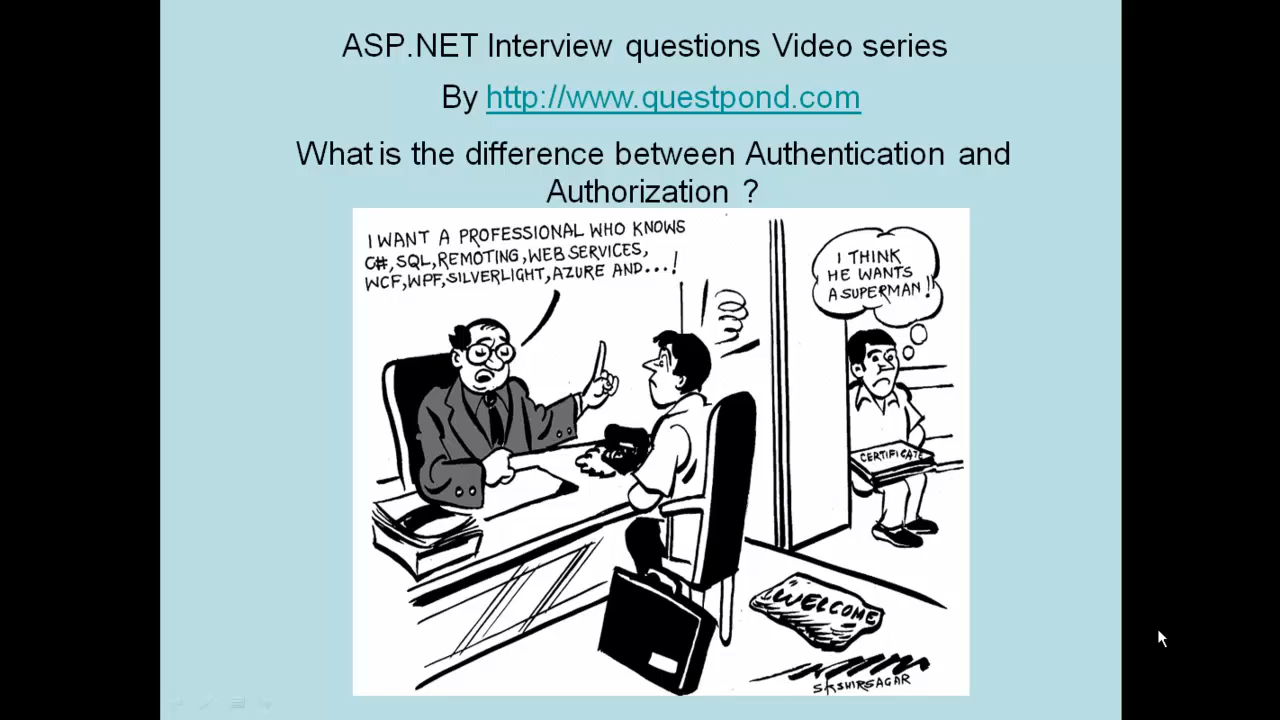 ASP.NET Interview questions Video series
By http://www.questpond.com
What is the difference between Authentication and
Authorization ?
I WANT A PROFESSIONAL WHO KNOWS
C#, SQL, REMOTING, WEB SERVICES,
WCF, WPF, SILVERLIGHT, AZURE AND...!
I THINK
HE WANTS
A SUPERMAN!!
CERTIFICATE
WELCOME
SKSHIRSAGAR